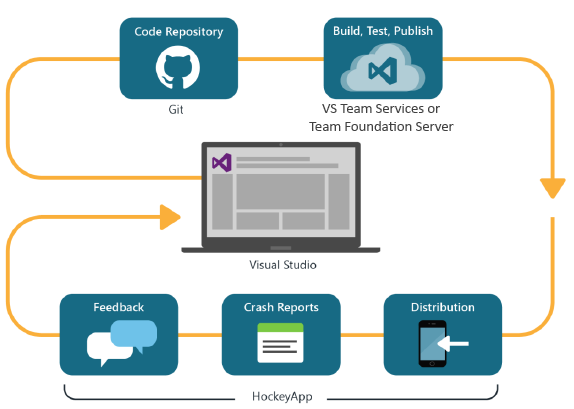 Code Repository
Build, Test, Publish
Git
VS Team Services or
Team Foundation Server
Visual Studio
Feedback
Crash Reports
Distribution
HockeyApp